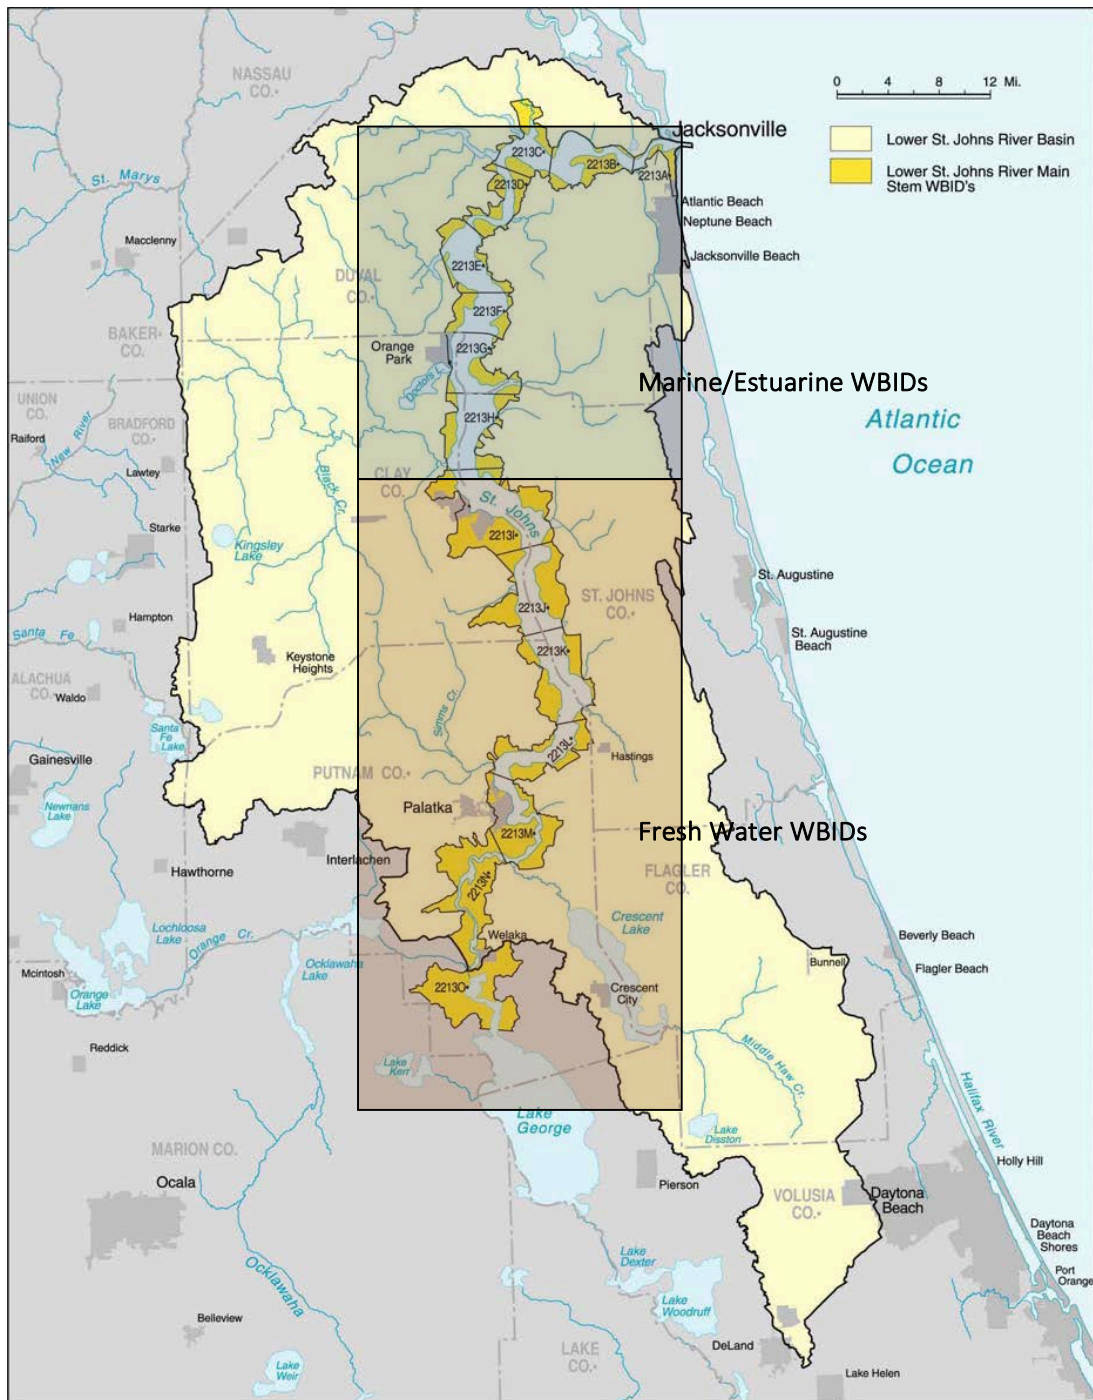 NASSAU
CO.•
0 4 8 12 Mi.
Jacksonville
Lower St. Johns River Basin
Lower St. Johns River Main
Stem WBID's
2213C•
2213B•
2213A•
2213D•
St. Marys
Atlantic Beach
Neptune Beach
Macclenny
Jacksonville Beach
2213E•
DUVAL
CO.•
2213F•
BAKER•
CO.
Orange
Park
2213G•
Doctors L.
Marine/Estuarine WBIDs
UNION
CO.
2213H•
Atlantic
Ocean
BRADFORD
CO.•
Raiford
New River
Lawtey
Black Cr.
CLAY
CO.
St. Johns
Starke
2213I•
Kingsley
Lake
St. Augustine
ST. JOHNS
CO.•
2213J•
Hampton
Santa Fe
St. Augustine
Beach
Keystone
Heights
2213K•
ALACHUA
CO.•
Waldo
Simms Cr.
Santa
Fe
Lake
2213L•
Hastings
Gainesville
PUTNAM CO.•
Newnans
Lake
Palatka
2213M•
Fresh Water WBIDs
Interlachen
Hawthorne
FLAGLER
CO.
2213N•
Crescent
Lake
Lochloosa
Lake
Orange Cr.
Welaka
Beverly Beach
Ocklawaha
Lake
Bunnell
Flagler Beach
Mcintosh
Orange
Lake
2213O•
Crescent
City
Reddick
Middle Haw Cr.
Lake
Kerr
Lake
George
Halifax River
Lake
Disston
MARION CO.
Holly Hill
Ocala
Pierson
VOLUSIA
CO.•
Daytona
Beach
Daytona
Beach
Shores
Lake
Dexter
Port
Orange
Ocklawaha
Lake
Woodruff
Belleview
DeLand
LAKE
CO.•
Lake
Weir
Lake Helen